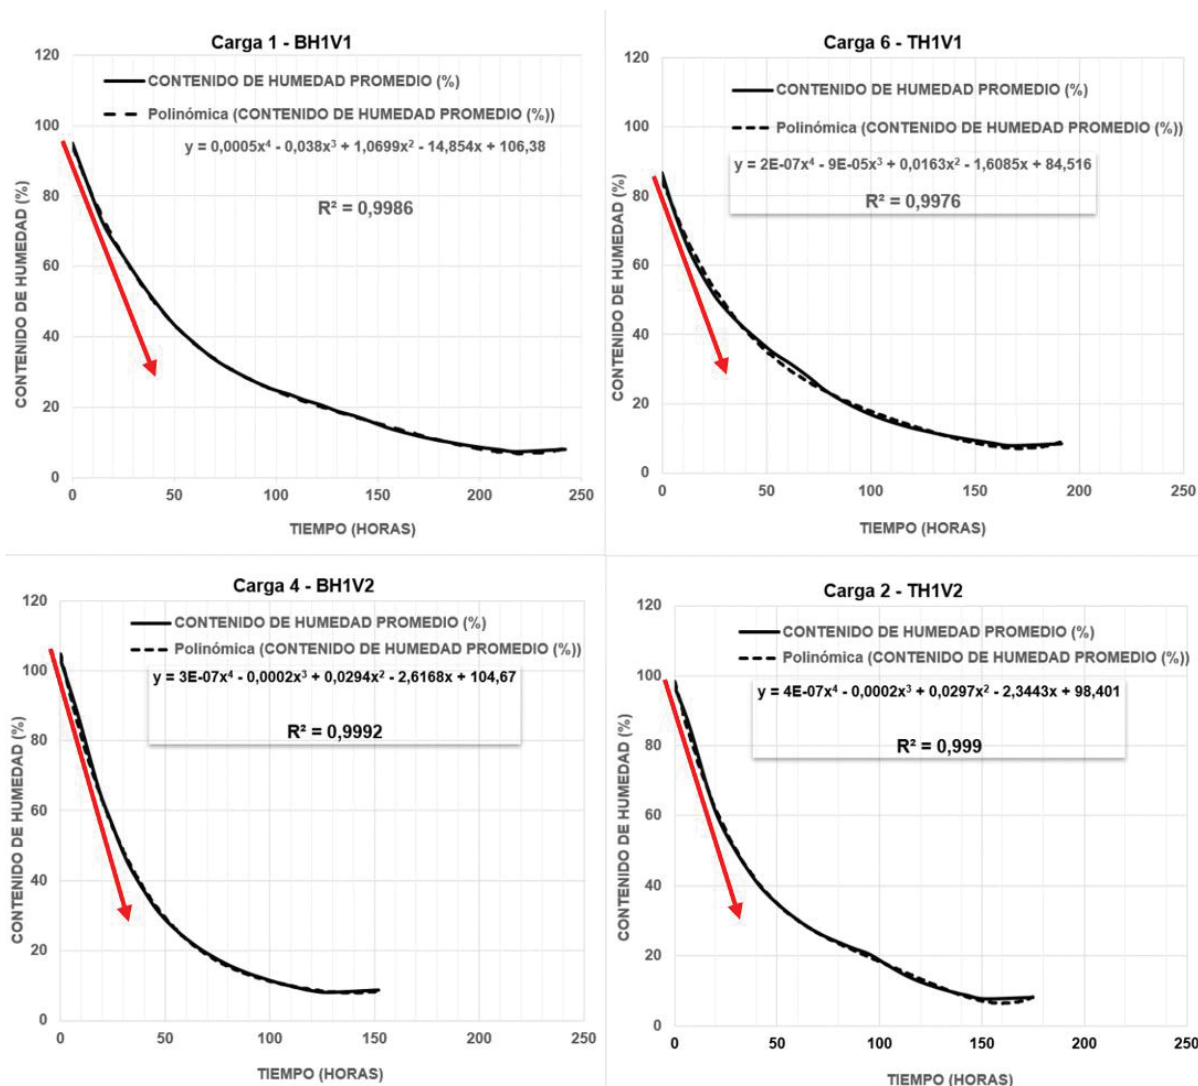 Carga 1 - BH1V1
120
100
80
60
40
20
0
CONTENIDO DE HUMEDAD (%)
CONTENIDO DE HUMEDAD PROMEDIO (%)
Polinómica (CONTENIDO DE HUMEDAD PROMEDIO (%))
y = 0,0005x⁴ - 0,038x³ + 1,0699x² - 14,854x + 106,38
R² = 0,9986
0 50 100 150 200 250
TIEMPO (HORAS)
Carga 6 - TH1V1
120
100
80
60
40
20
0
CONTENIDO DE HUMEDAD (%)
CONTENIDO DE HUMEDAD PROMEDIO (%)
Polinómica (CONTENIDO DE HUMEDAD PROMEDIO (%))
y = 2E-07x⁴ - 9E-05x³ + 0,0163x² - 1,6085x + 84,516
R² = 0,9976
0 50 100 150 200 250
TIEMPO (HORAS)
Carga 4 - BH1V2
120
100
80
60
40
20
0
CONTENIDO DE HUMEDAD (%)
CONTENIDO DE HUMEDAD PROMEDIO (%)
Polinómica (CONTENIDO DE HUMEDAD PROMEDIO (%))
y = 3E-07x⁴ - 0,0002x³ + 0,0294x² - 2,6168x + 104,67
R² = 0,9992
0 50 100 150 200 250
TIEMPO (HORAS)
Carga 2 - TH1V2
120
100
80
60
40
20
0
CONTENIDO DE HUMEDAD (%)
CONTENIDO DE HUMEDAD PROMEDIO (%)
Polinómica (CONTENIDO DE HUMEDAD PROMEDIO (%))
y = 4E-07x⁴ - 0,0002x³ + 0,0297x² - 2,3443x + 98,401
R² = 0,999
0 50 100 150 200 250
TIEMPO (HORAS)